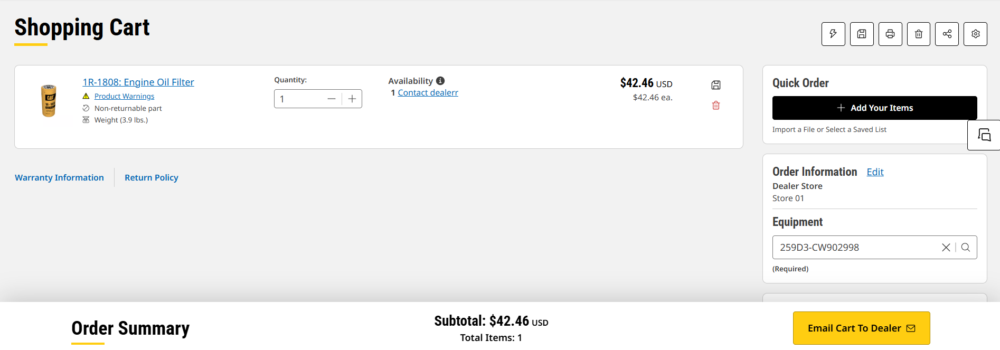 Shopping Cart
1R-1808: Engine Oil Filter
Product Warnings
Non-returnable part
Weight (3.9 lbs.)
Quantity:
1
Availability
1 Contact dealerr
$42.46 USD
$42.46 ea.
Quick Order
Add Your Items
Import a File or Select a Saved List
Warranty Information
Return Policy
Order Information Edit
Dealer Store
Store 01
Equipment
259D3-CW902998
(Required)
Order Summary
Subtotal: $42.46 USD
Total Items: 1
Email Cart To Dealer
CAT